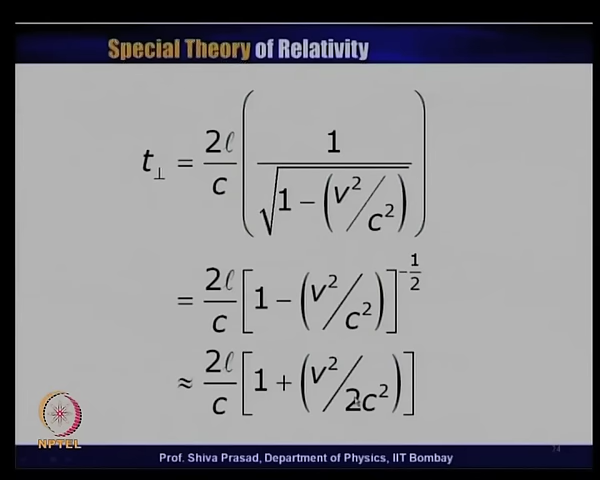 Special Theory of Relativity
t⊥ = 2ℓ/c ( 1 / √(1 − (v²/c²)) )
= 2ℓ/c [1 − (v²/c²)]^(−1/2)
≈ 2ℓ/c [1 + (v²/2c²)]
NPTEL
Prof. Shiva Prasad, Department of Physics, IIT Bombay